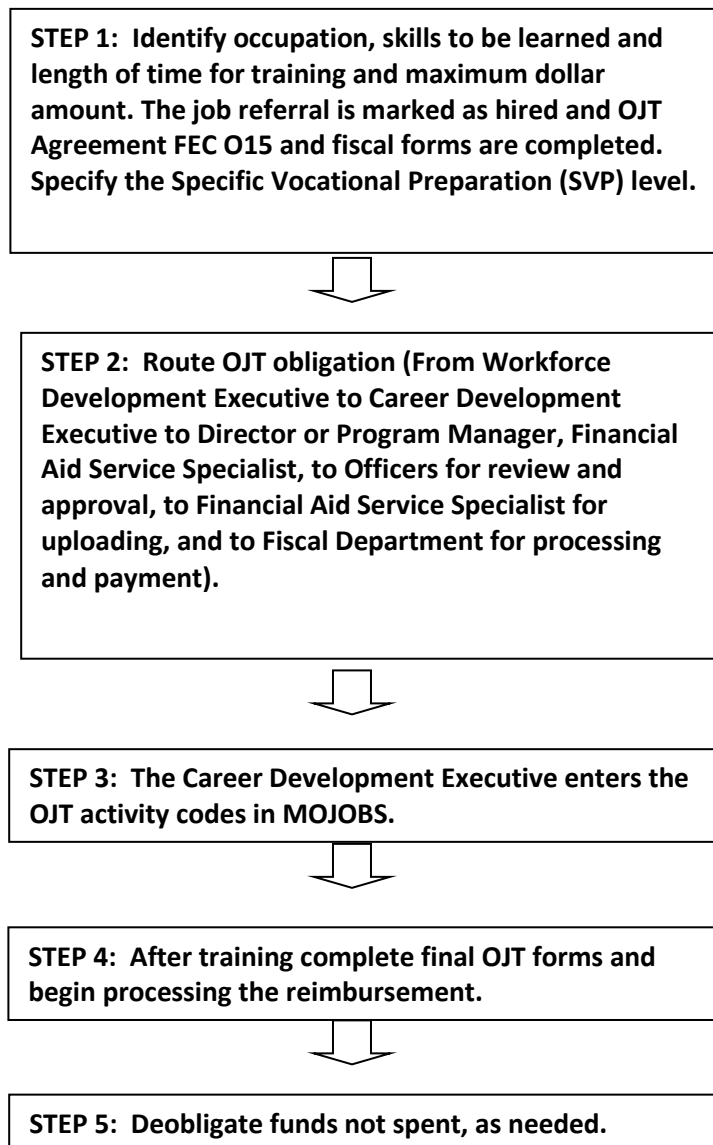 STEP 1:  Identify occupation, skills to be learned and
length of time for training and maximum dollar
amount. The job referral is marked as hired and OJT
Agreement FEC O15 and fiscal forms are completed.
Specify the Specific Vocational Preparation (SVP) level.
STEP 2:  Route OJT obligation (From Workforce
Development Executive to Career Development
Executive to Director or Program Manager, Financial
Aid Service Specialist, to Officers for review and
approval, to Financial Aid Service Specialist for
uploading, and to Fiscal Department for processing
and payment).
STEP 3:  The Career Development Executive enters the
OJT activity codes in MOJOBS.
STEP 4:  After training complete final OJT forms and
begin processing the reimbursement.
STEP 5:  Deobligate funds not spent, as needed.